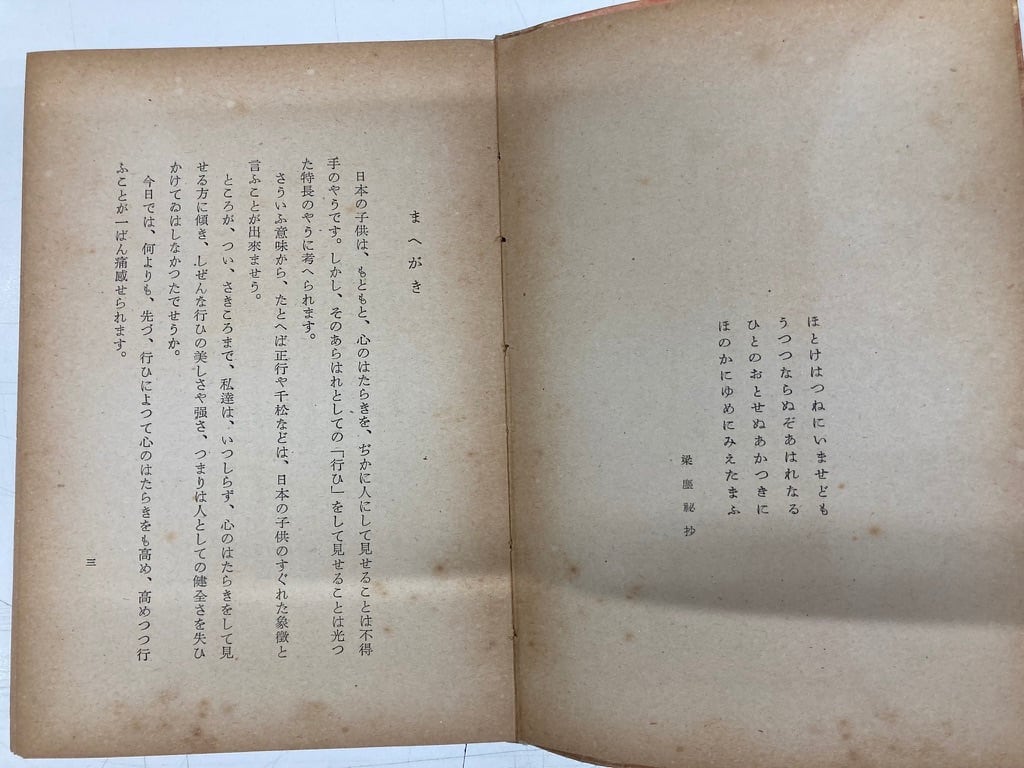 ほとけはつねにいませども
うつつならぬぞあはれなる
ひとのおとせぬあかつきに
ほのかにゆめにみえたまふ
梁塵祕抄
まへがき
日本の子供は、もともと、心のはたらきを、ぢかに人にして見せることは不得
手のやうです。しかし、そのあらはれとしての「行ひ」をして見せることは光つ
た特長のやうに考へられます。
さういふ意味から、たとへば正行や千松などは、日本の子供のすぐれた象徴と
言ふことが出來ませう。
ところが、つい、さきころまで、私達は、いつしらず、心のはたらきをして見
せる方に傾き、しぜんな行ひの美しさや强さ、つまりは人としての健全さを失ひ
かけてゐはしなかつたでせうか。
今日では、何よりも、先づ、行ひによつて心のはたらきをも高め、高めつつ行
ふことが一ばん痛感せられます。
三